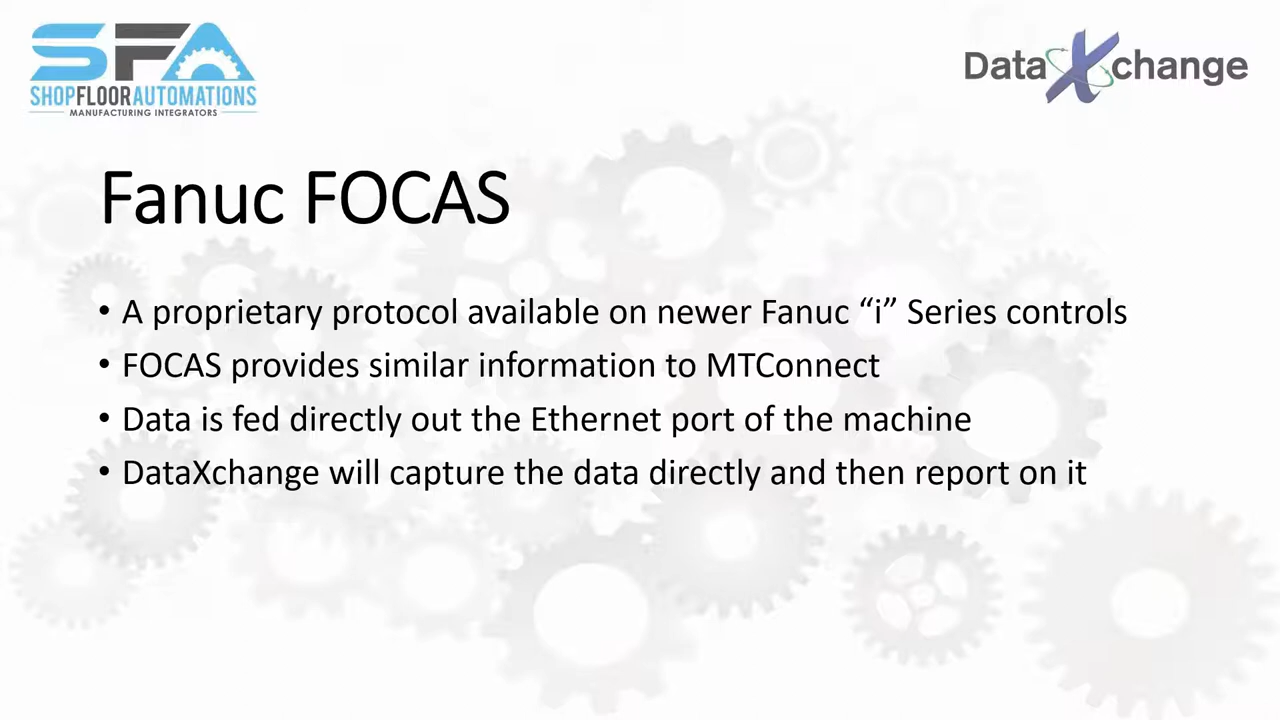 SFA
SHOPFLOORAUTOMATIONS
MANUFACTURING INTEGRATORS
DataXchange
Fanuc FOCAS
• A proprietary protocol available on newer Fanuc “i” Series controls
• FOCAS provides similar information to MTConnect
• Data is fed directly out the Ethernet port of the machine
• DataXchange will capture the data directly and then report on it